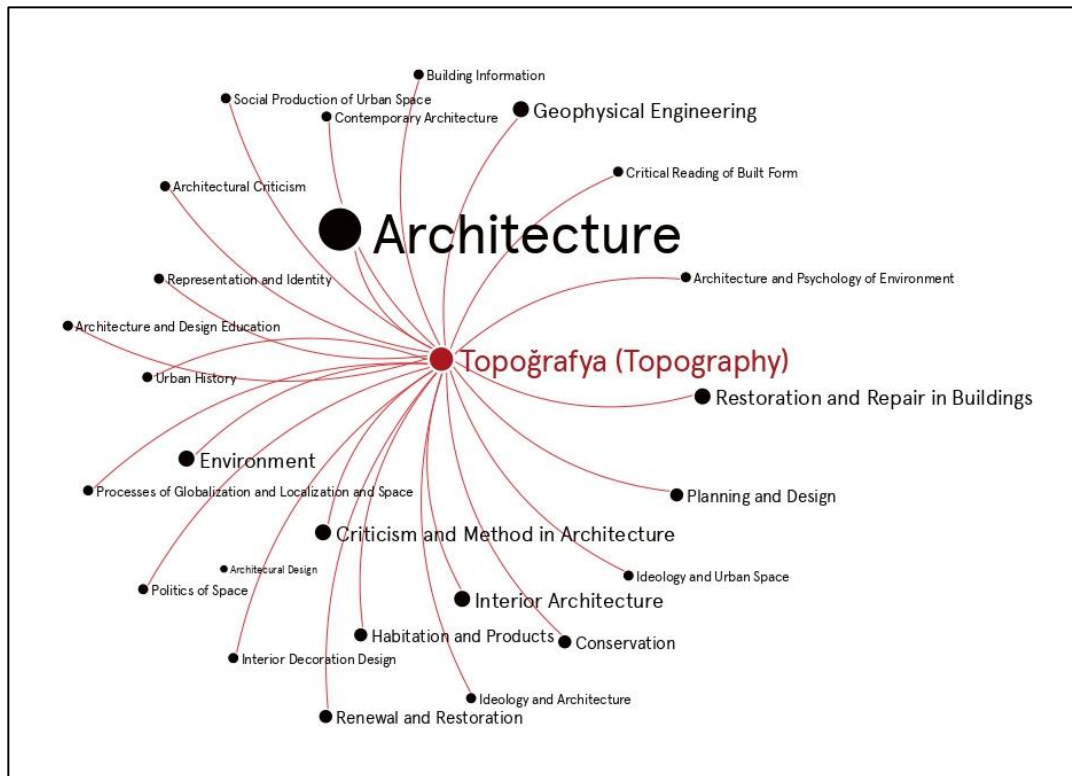 Building Information
Social Production of Urban Space
Geophysical Engineering
Contemporary Architecture
Critical Reading of Built Form
Architectural Criticism
Architecture
Representation and Identity
Architecture and Psychology of Environment
Architecture and Design Education
Topoğrafya (Topography)
Urban History
Restoration and Repair in Buildings
Environment
Processes of Globalization and Localization and Space
Planning and Design
Criticism and Method in Architecture
Architecural Design
Ideology and Urban Space
Politics of Space
Interior Architecture
Habitation and Products
Conservation
Interior Decoration Design
Ideology and Architecture
Renewal and Restoration